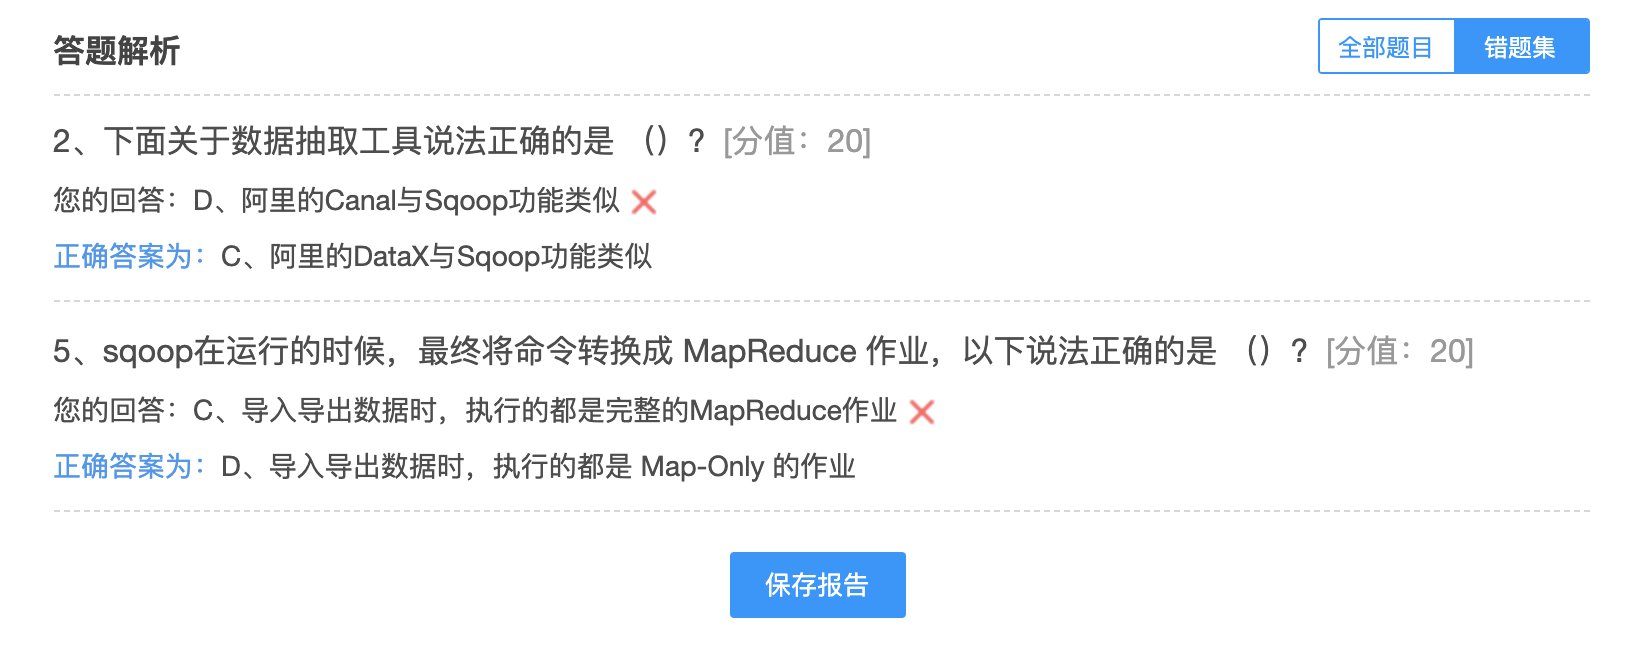 答题解析
全部题目 错题集
2、下面关于数据抽取工具说法正确的是 （）？ [分值：20]
您的回答：D、阿里的Canal与Sqoop功能类似
正确答案为：C、阿里的DataX与Sqoop功能类似
5、sqoop在运行的时候，最终将命令转换成 MapReduce 作业，以下说法正确的是 （）？ [分值：20]
您的回答：C、导入导出数据时，执行的都是完整的MapReduce作业
正确答案为：D、导入导出数据时，执行的都是 Map-Only 的作业
保存报告